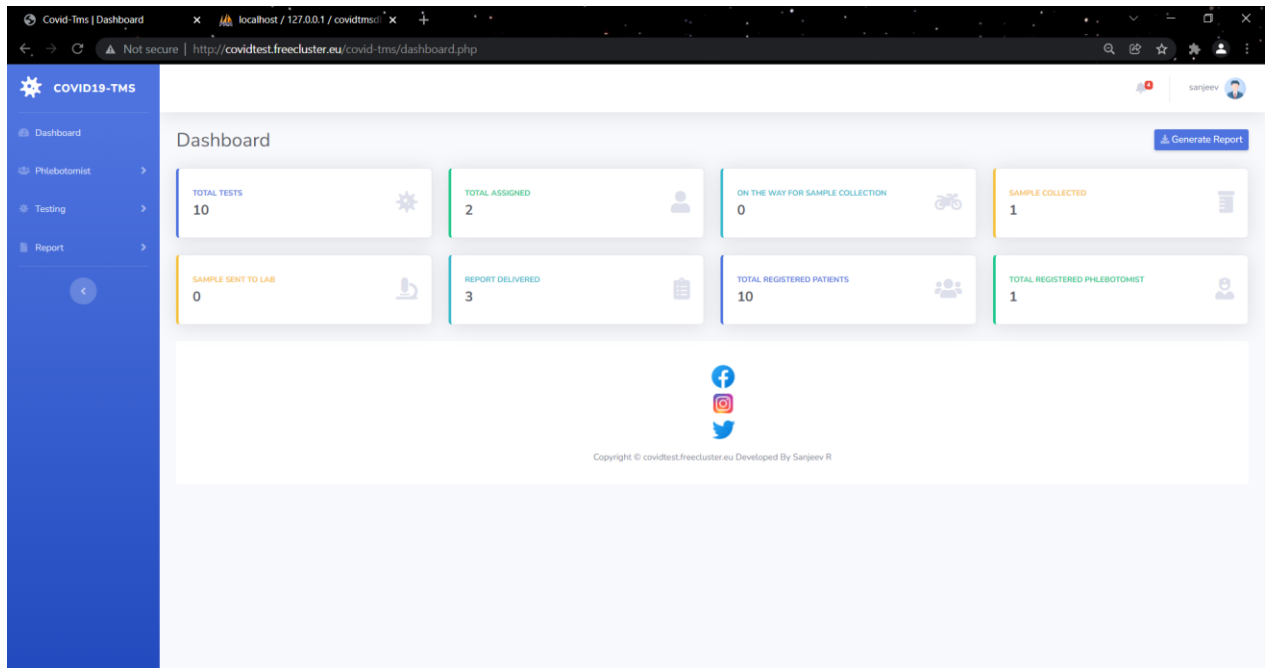 Covid-Tms | Dashboard
localhost / 127.0.0.1 / covidtmsd
Not secure | http://covidtest.freecluster.eu/covid-tms/dashboard.php
COVID19-TMS
4
sanjeev
Dashboard
Phlebotomist
Testing
Report
Dashboard
Generate Report
TOTAL TESTS
10
TOTAL ASSIGNED
2
ON THE WAY FOR SAMPLE COLLECTION
0
SAMPLE COLLECTED
1
SAMPLE SENT TO LAB
0
REPORT DELIVERED
3
TOTAL REGISTERED PATIENTS
10
TOTAL REGISTERED PHLEBOTOMIST
1
Copyright © covidtest.freecluster.eu Developed By Sanjeev R